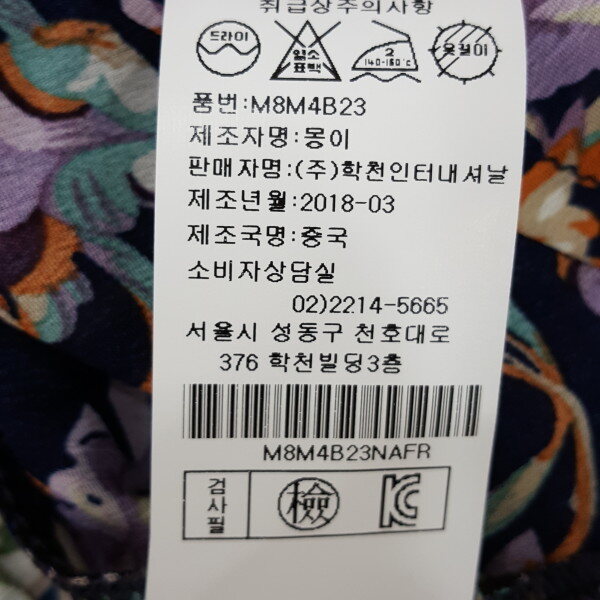 취급상주의사항
드라이
염소
표백
2
140-160°C
옷걸이
품번:M8M4B23
제조자명:몽이
판매자명:(주)학천인터내셔날
제조년월:2018-03
제조국명:중국
소비자상담실
02)2214-5665
서울시 성동구 천호대로
376 학천빌딩3층
M8M4B23NAFR
검사필
檢
KC